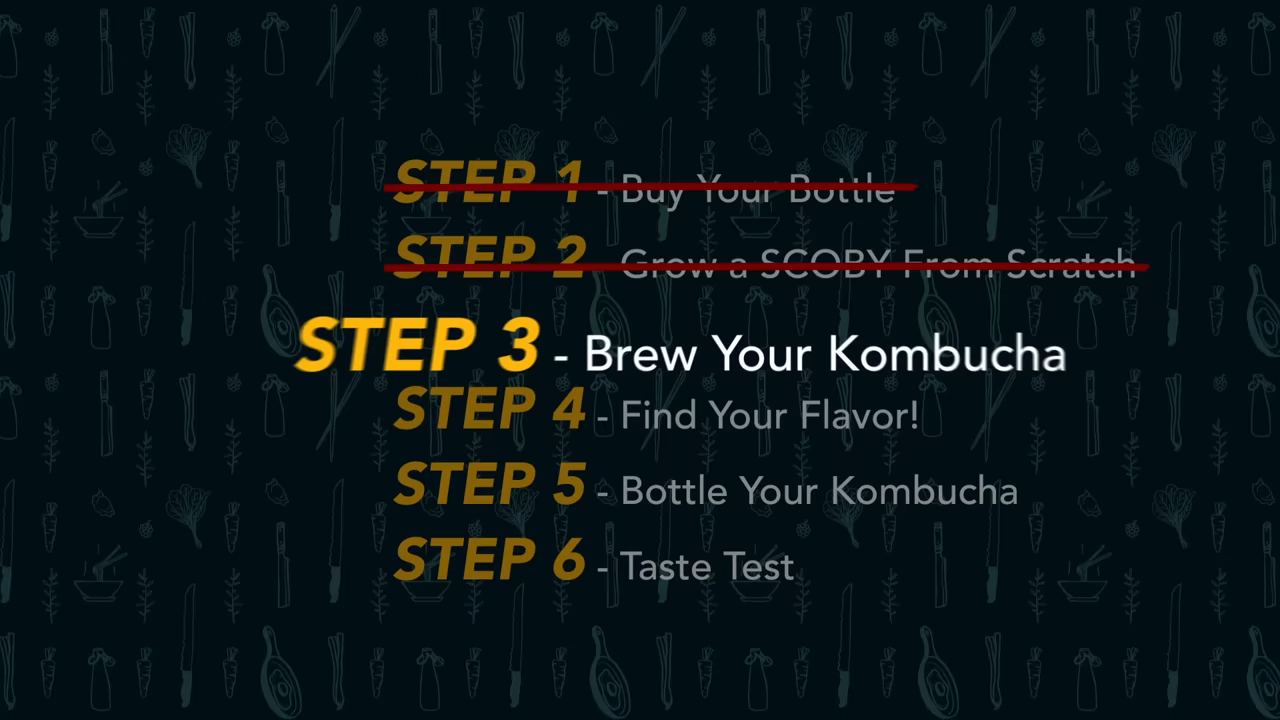 STEP 1 - Buy Your Bottle
STEP 2 - Grow a SCOBY From Scratch
STEP 3 - Brew Your Kombucha
STEP 4 - Find Your Flavor!
STEP 5 - Bottle Your Kombucha
STEP 6 - Taste Test